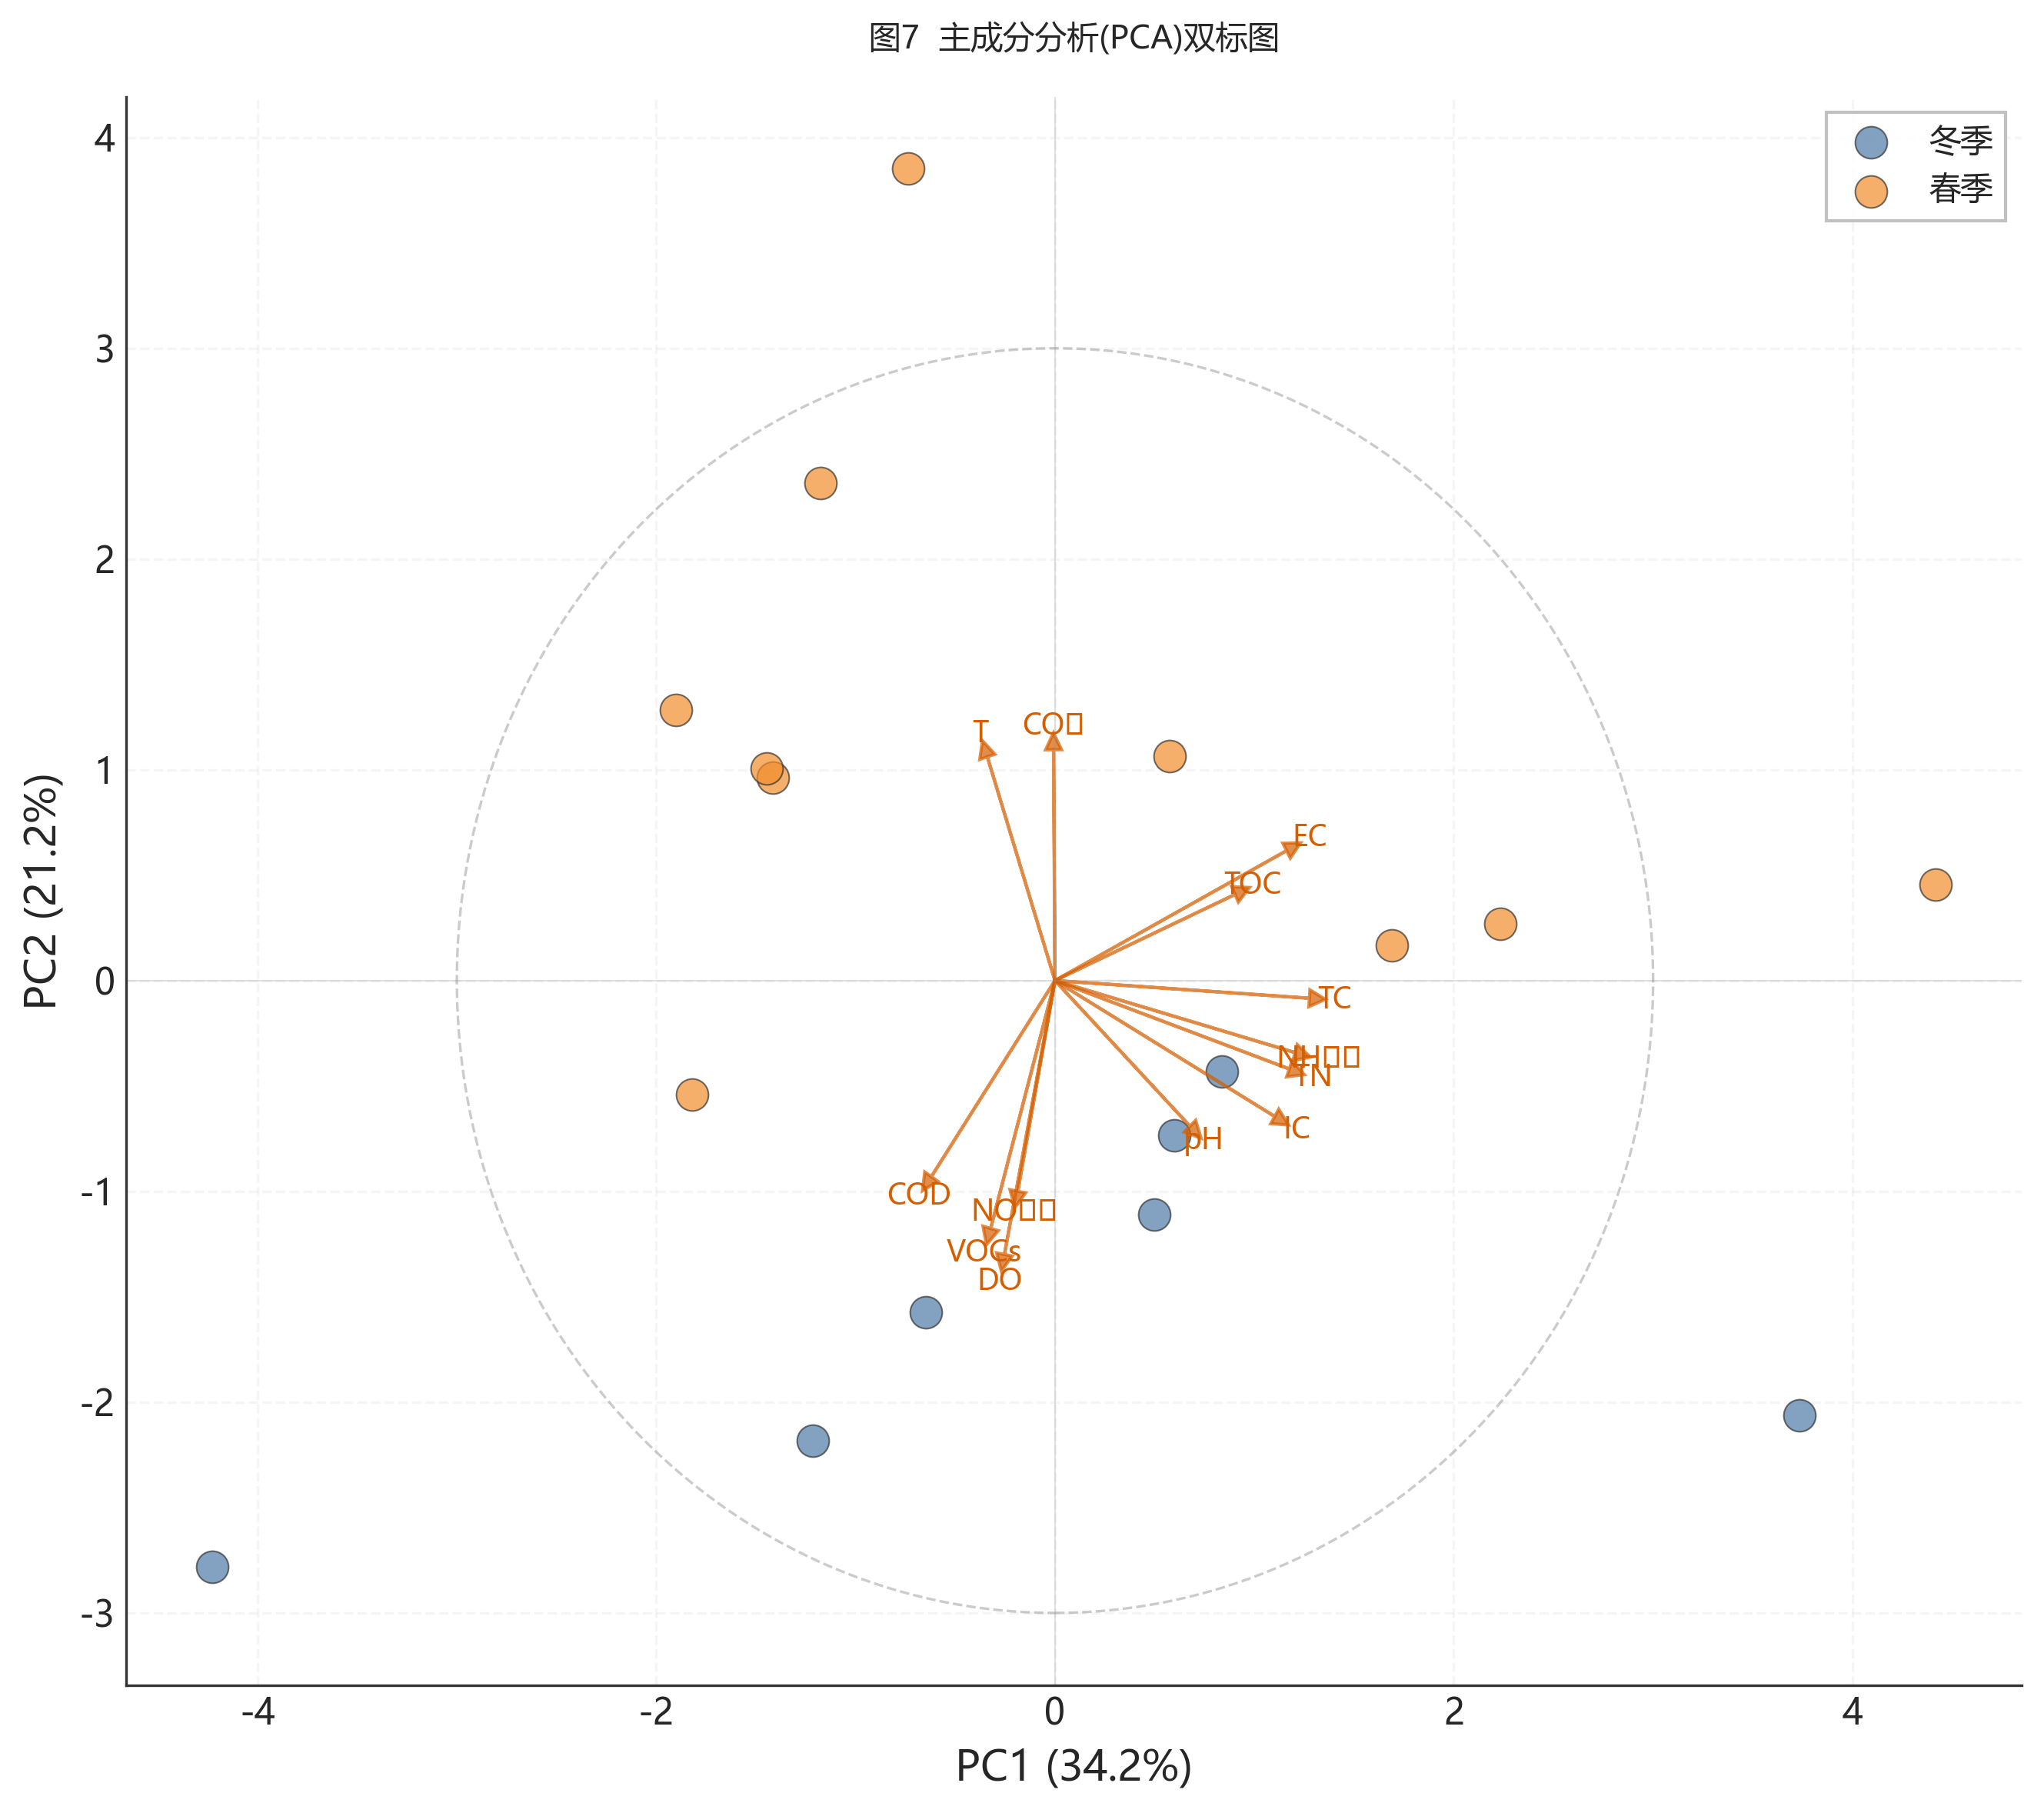 图7 主成分分析(PCA)双标图
冬季
春季
PC2 (21.2%)
4
3
2
1
0
-1
-2
-3
T
CO▯
EC
TOC
TC
NH▯▯
TN
IC
pH
COD
NO▯▯
VOCs
DO
-4
-2
0
2
4
PC1 (34.2%)